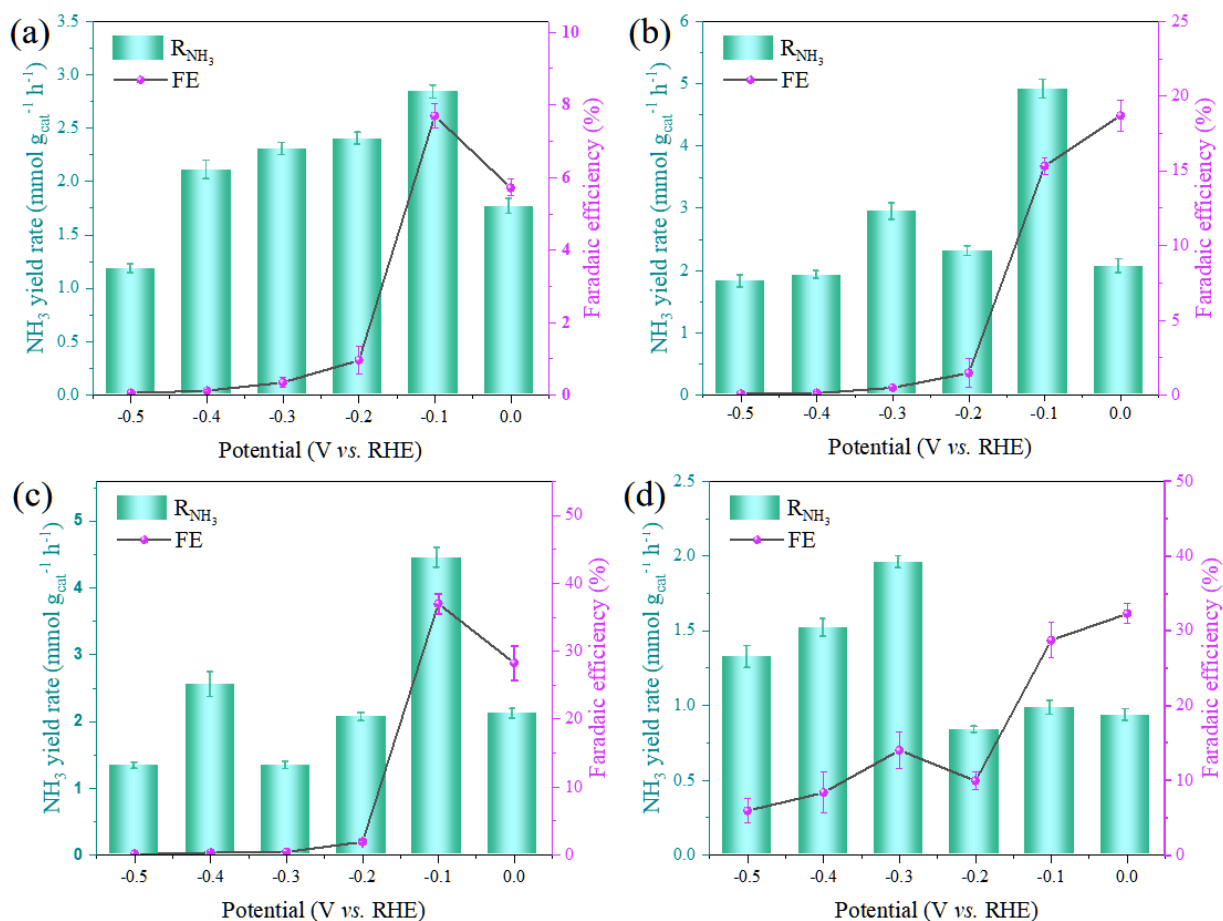 (a)
R_NH3
FE
NH3 yield rate (mmol gcat-1 h-1)
3.5
3.0
2.5
2.0
1.5
1.0
0.5
0.0
10
8
6
4
2
1
0
Faradaic efficiency (%)
-0.5 -0.4 -0.3 -0.2 -0.1 0.0
Potential (V vs. RHE)
(b)
R_NH3
FE
NH3 yield rate (mmol gcat-1 h-1)
6
5
4
3
2
1
0
25
20
15
10
5
0
Faradaic efficiency (%)
-0.5 -0.4 -0.3 -0.2 -0.1 0.0
Potential (V vs. RHE)
(c)
R_NH3
FE
NH3 yield rate (mmol gcat-1 h-1)
5
4
3
2
1
0
50
40
30
20
10
0
Faradaic efficiency (%)
-0.5 -0.4 -0.3 -0.2 -0.1 0.0
Potential (V vs. RHE)
(d)
R_NH3
FE
NH3 yield rate (mmol gcat-1 h-1)
2.5
2.0
1.5
1.0
0.5
0.0
50
40
30
20
10
0
Faradaic efficiency (%)
-0.5 -0.4 -0.3 -0.2 -0.1 0.0
Potential (V vs. RHE)